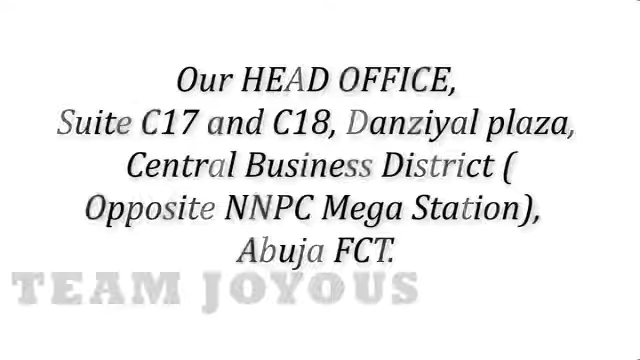 Our HEAD OFFICE,
Suite C17 and C18, Danziyal plaza,
Central Business District (
Opposite NNPC Mega Station),
Abuja FCT.
TEAM JOYOUS